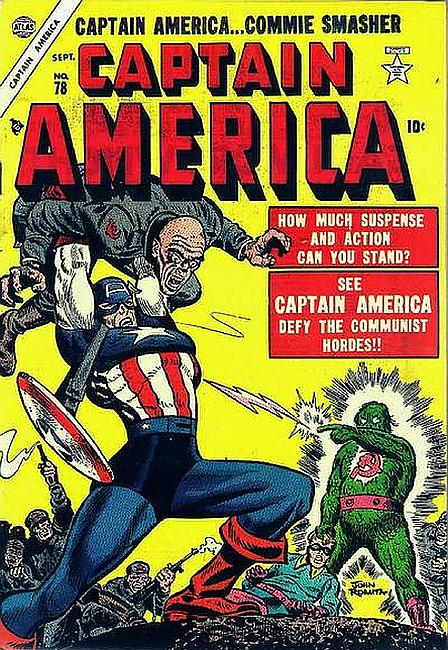 ATLAS
CAPTAIN AMERICA
CAPTAIN AMERICA...COMMIE SMASHER
SEPT.
NO.
78
CAPTAIN
AMERICA
10¢
HOW MUCH SUSPENSE
AND ACTION
CAN YOU STAND?
SEE
CAPTAIN AMERICA
DEFY THE COMMUNIST
HORDES!!
JOHN
ROMITA